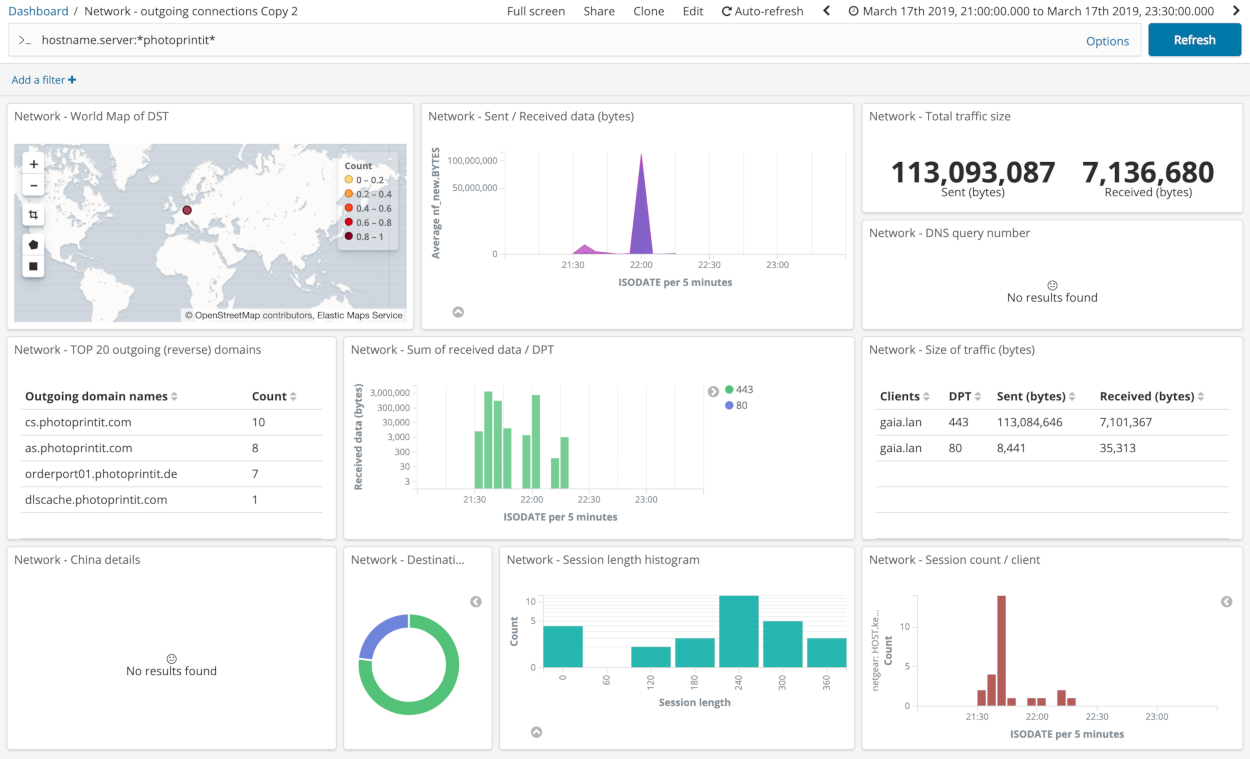 Dashboard / Network - outgoing connections Copy 2
Full screen Share Clone Edit Auto-refresh March 17th 2019, 21:00:00.000 to March 17th 2019, 23:30:00.000
>_ hostname.server:*photoprintit*
Options
Refresh
Add a filter +
Network - World Map of DST
+
−
Count
0 – 0.2
0.2 – 0.4
0.4 – 0.6
0.6 – 0.8
0.8 – 1
© OpenStreetMap contributors, Elastic Maps Service
Network - Sent / Received data (bytes)
Average nf_new.BYTES
100,000,000
50,000,000
0
21:30 22:00 22:30 23:00
ISODATE per 5 minutes
Network - Total traffic size
113,093,087 7,136,680
Sent (bytes) Received (bytes)
Network - DNS query number
No results found
Network - TOP 20 outgoing (reverse) domains
Outgoing domain names Count
cs.photoprintit.com 10
as.photoprintit.com 8
orderport01.photoprintit.de 7
dlscache.photoprintit.com 1
Network - Sum of received data / DPT
Received data (bytes)
3,000,000
300,000
30,000
3,000
300
30
3
21:30 22:00 22:30 23:00
ISODATE per 5 minutes
443
80
Network - Size of traffic (bytes)
Clients DPT Sent (bytes) Received (bytes)
gaia.lan 443 113,084,646 7,101,367
gaia.lan 80 8,441 35,313
Network - China details
No results found
Network - Destinati...
Network - Session length histogram
Count
10
5
0
0 60 120 180 240 300 360
Session length
Network - Session count / client
netgear: HOST.ke...
Count
10
5
0
21:30 22:00 22:30 23:00
ISODATE per 5 minutes